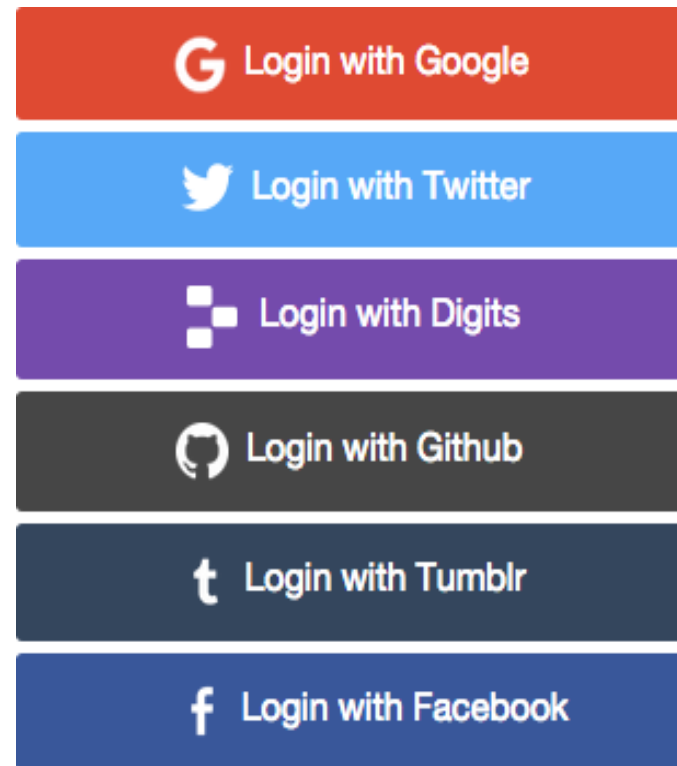 Login with Google
Login with Twitter
Login with Digits
Login with Github
Login with Tumblr
Login with Facebook